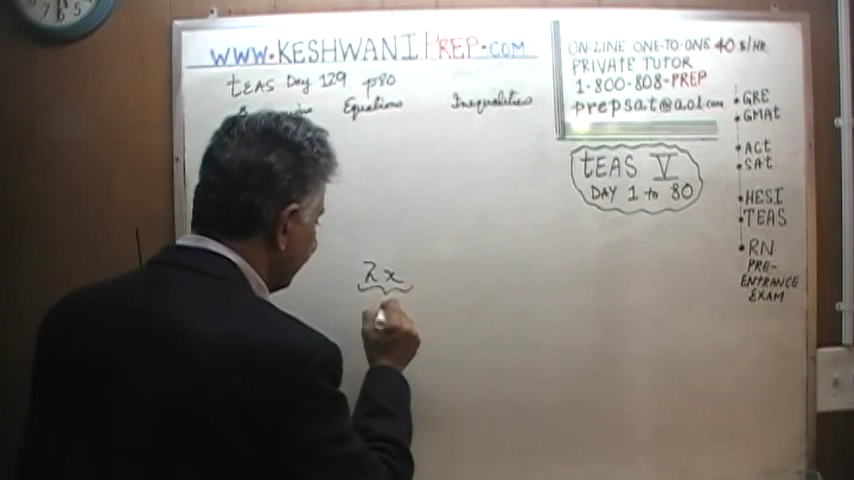 WWW.KESHWANIPREP.COM
TEAS Day 129 p80
Equations Inequalities
2x
ON-LINE ONE-TO-ONE 40 $/HR
PRIVATE TUTOR
1-800-808-PREP
prepsat@aol.com
TEAS V
DAY 1 to 80
GRE
GMAT
ACT
SAT
HESI
TEAS
RN
PRE-
ENTRANCE
EXAM